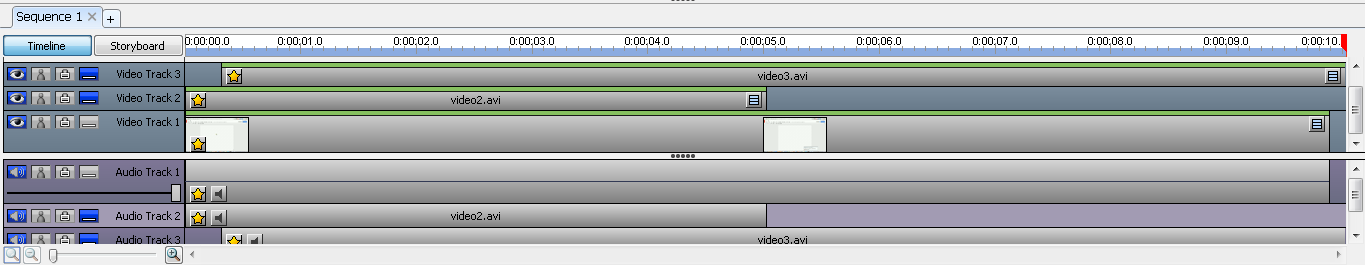 Sequence 1
Timeline Storyboard 0:00:00.0 0:00:01.0 0:00:02.0 0:00:03.0 0:00:04.0 0:00:05.0 0:00:06.0 0:00:07.0 0:00:08.0 0:00:09.0 0:00:10.
Video Track 3 video3.avi
Video Track 2 video2.avi
Video Track 1
Audio Track 1
Audio Track 2 video2.avi
Audio Track 3 video3.avi